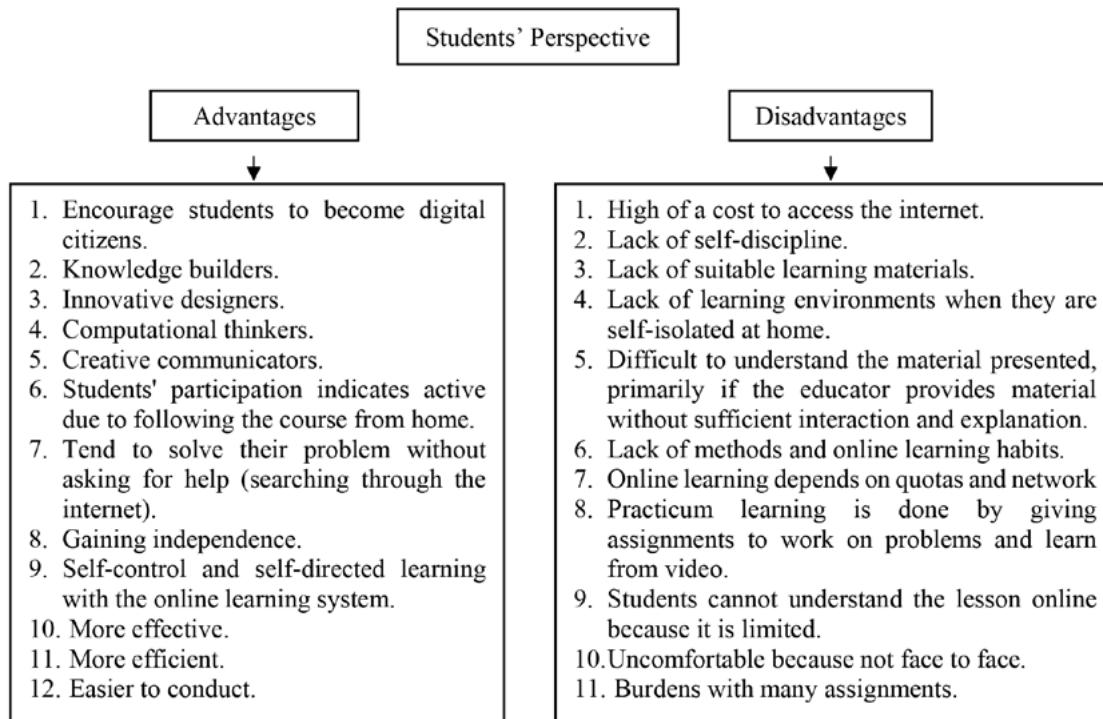 Students’ Perspective
Advantages
1. Encourage students to become digital
citizens.
2. Knowledge builders.
3. Innovative designers.
4. Computational thinkers.
5. Creative communicators.
6. Students' participation indicates active
due to following the course from home.
7. Tend to solve their problem without
asking for help (searching through the
internet).
8. Gaining independence.
9. Self-control and self-directed learning
with the online learning system.
10. More effective.
11. More efficient.
12. Easier to conduct.
Disadvantages
1. High of a cost to access the internet.
2. Lack of self-discipline.
3. Lack of suitable learning materials.
4. Lack of learning environments when they are
self-isolated at home.
5. Difficult to understand the material presented,
primarily if the educator provides material
without sufficient interaction and explanation.
6. Lack of methods and online learning habits.
7. Online learning depends on quotas and network
8. Practicum learning is done by giving
assignments to work on problems and learn
from video.
9. Students cannot understand the lesson online
because it is limited.
10.Uncomfortable because not face to face.
11. Burdens with many assignments.